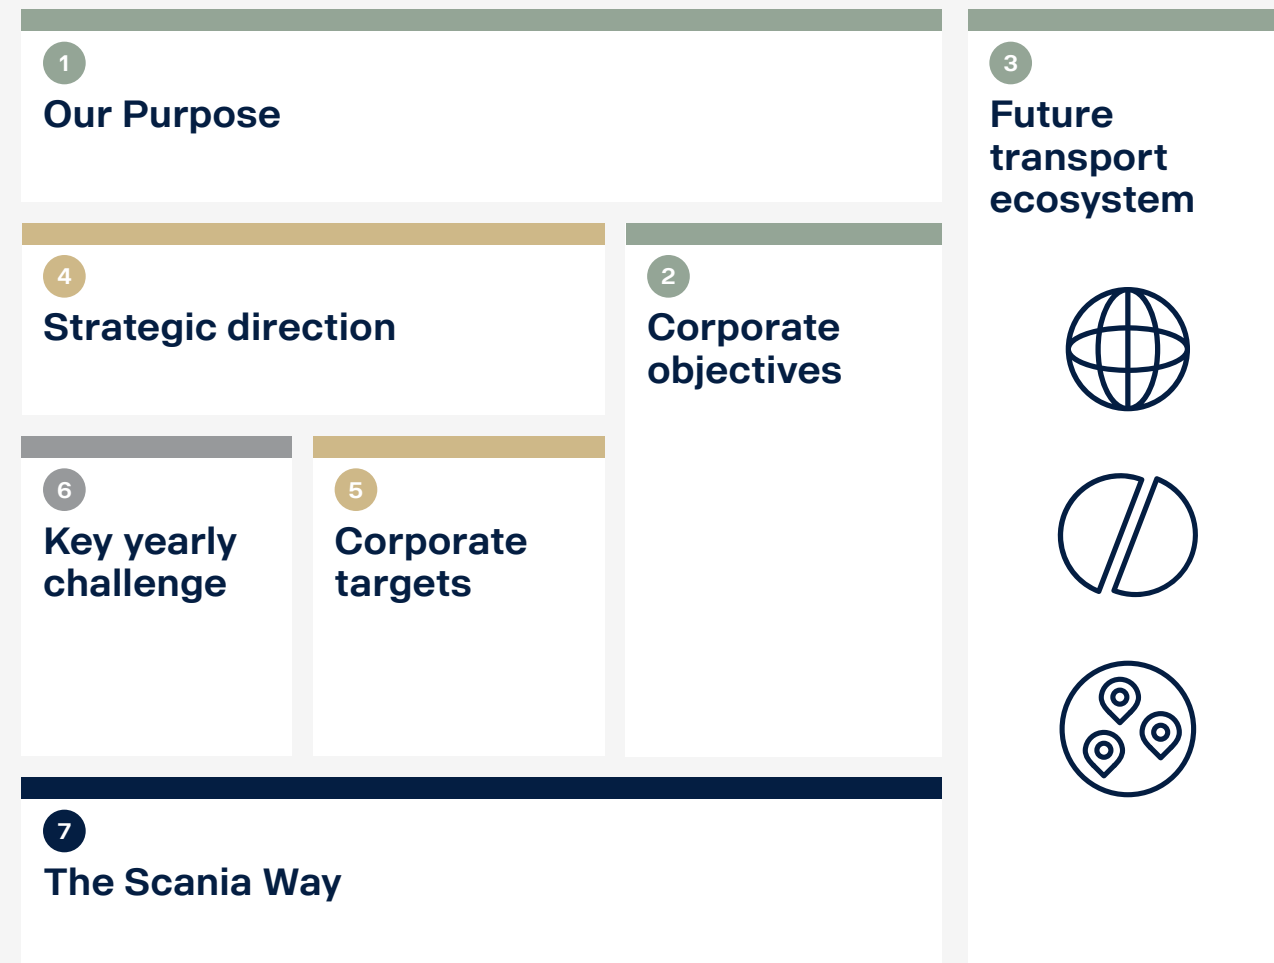 1
Our Purpose
3
Future
transport
ecosystem
4
Strategic direction
2
Corporate
objectives
6
Key yearly
challenge
5
Corporate
targets
7
The Scania Way